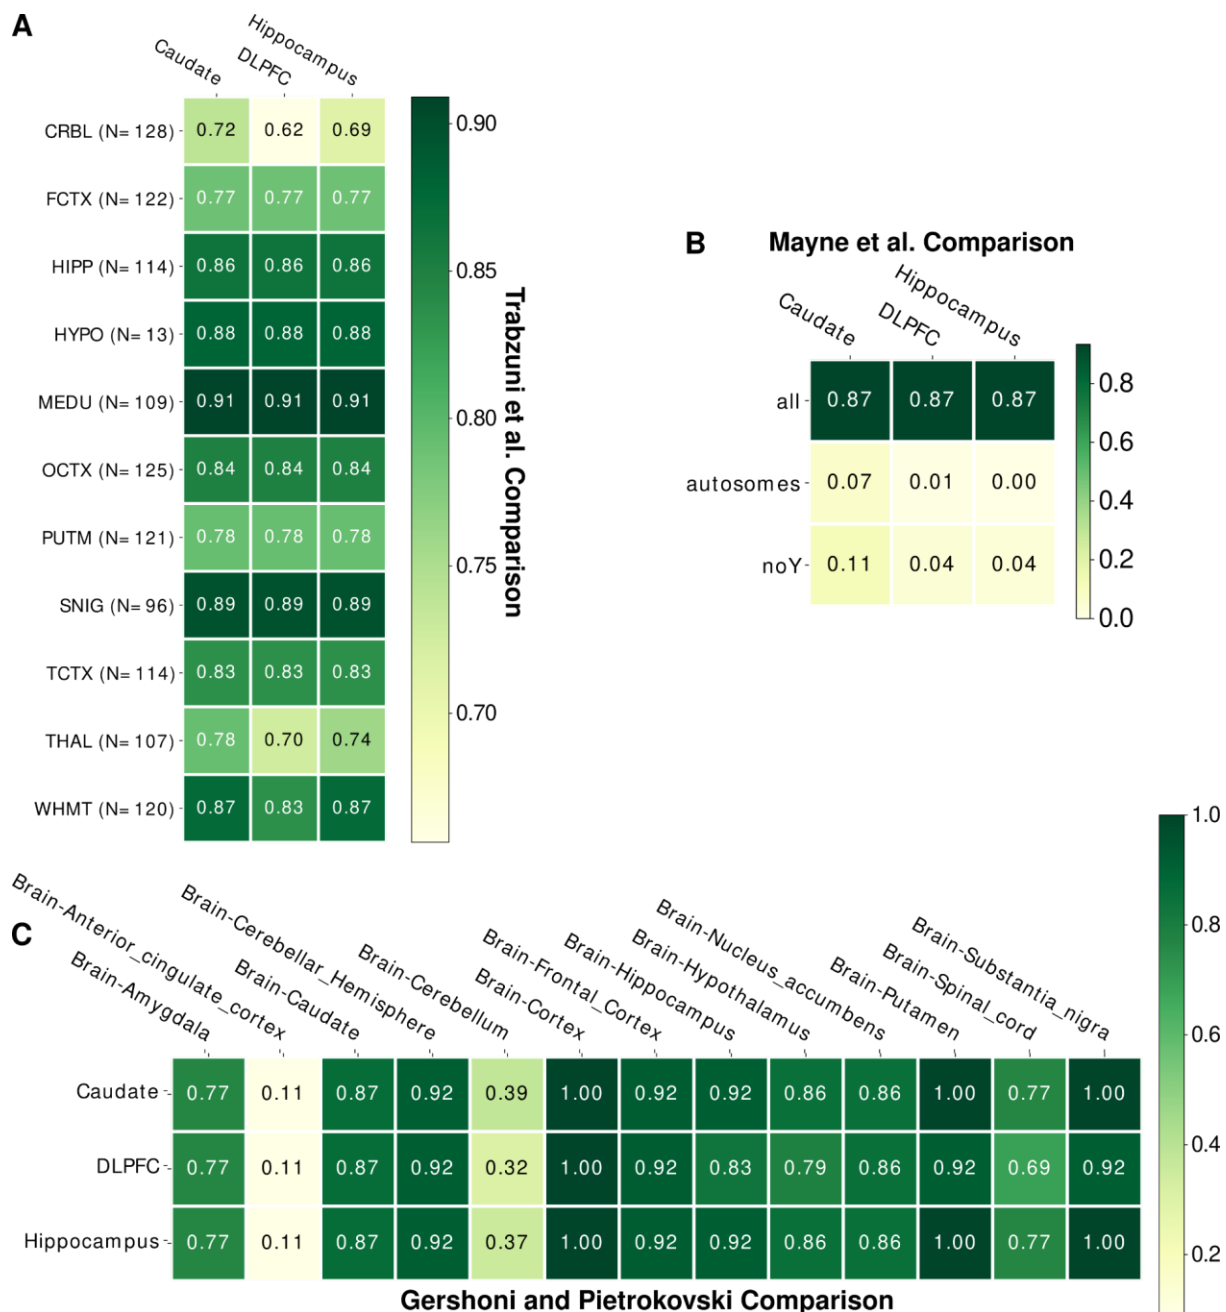 A
Caudate
DLPFC
Hippocampus
CRBL (N= 128) 0.72 0.62 0.69
FCTX (N= 122) 0.77 0.77 0.77
HIPP (N= 114) 0.86 0.86 0.86
HYPO (N= 13) 0.88 0.88 0.88
MEDU (N= 109) 0.91 0.91 0.91
OCTX (N= 125) 0.84 0.84 0.84
PUTM (N= 121) 0.78 0.78 0.78
SNIG (N= 96) 0.89 0.89 0.89
TCTX (N= 114) 0.83 0.83 0.83
THAL (N= 107) 0.78 0.70 0.74
WHMT (N= 120) 0.87 0.83 0.87
0.90
0.85
0.80
0.75
0.70
Trabzuni et al. Comparison
B
Mayne et al. Comparison
Caudate
DLPFC
Hippocampus
all 0.87 0.87 0.87
autosomes 0.07 0.01 0.00
noY 0.11 0.04 0.04
0.8
0.6
0.4
0.2
0.0
C
Brain-Amygdala
Brain-Anterior_cingulate_cortex
Brain-Caudate
Brain-Cerebellar_Hemisphere
Brain-Cerebellum
Brain-Cortex
Brain-Frontal_Cortex
Brain-Hippocampus
Brain-Hypothalamus
Brain-Nucleus_accumbens
Brain-Putamen
Brain-Spinal_cord
Brain-Substantia_nigra
Caudate 0.77 0.11 0.87 0.92 0.39 1.00 0.92 0.92 0.86 0.86 1.00 0.77 1.00
DLPFC 0.77 0.11 0.87 0.92 0.32 1.00 0.92 0.83 0.79 0.86 0.92 0.69 0.92
Hippocampus 0.77 0.11 0.87 0.92 0.37 1.00 0.92 0.92 0.86 0.86 1.00 0.77 1.00
1.0
0.8
0.6
0.4
0.2
Gershoni and Pietrokovski Comparison